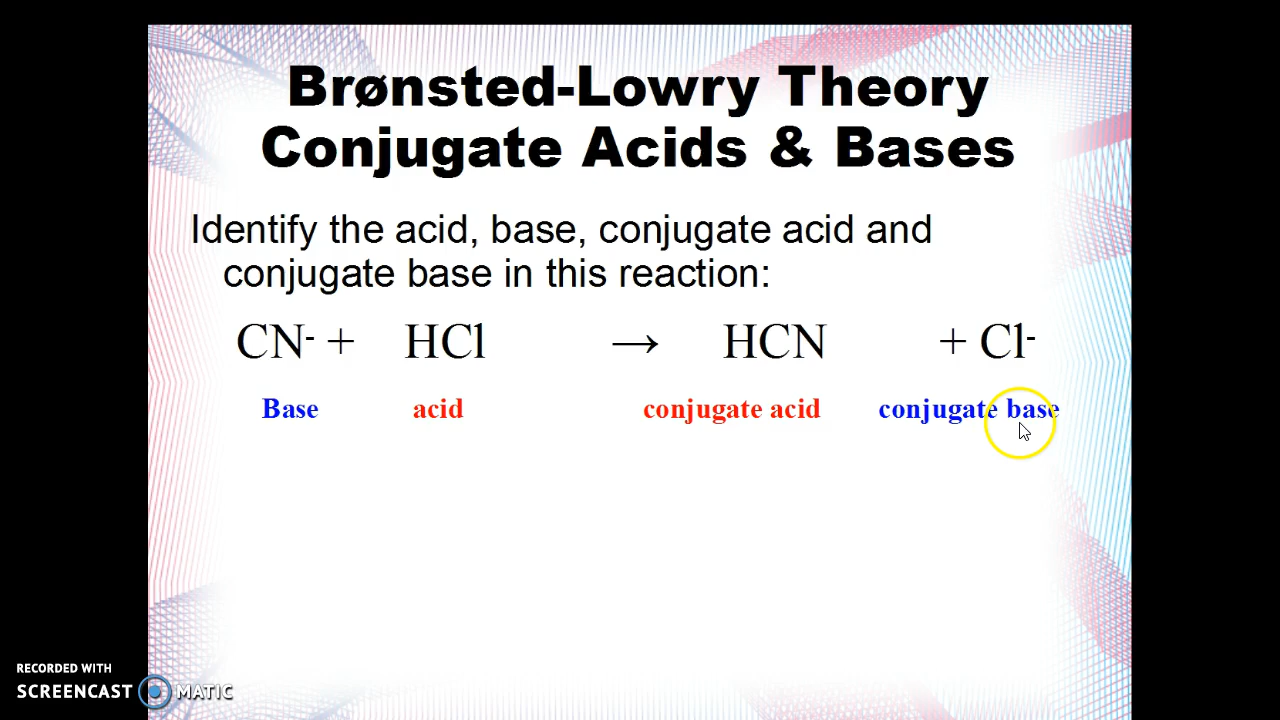 Brønsted-Lowry Theory
Conjugate Acids & Bases
Identify the acid, base, conjugate acid and
conjugate base in this reaction:
CN- + HCl → HCN + Cl-
Base acid conjugate acid conjugate base
RECORDED WITH
SCREENCAST MATIC